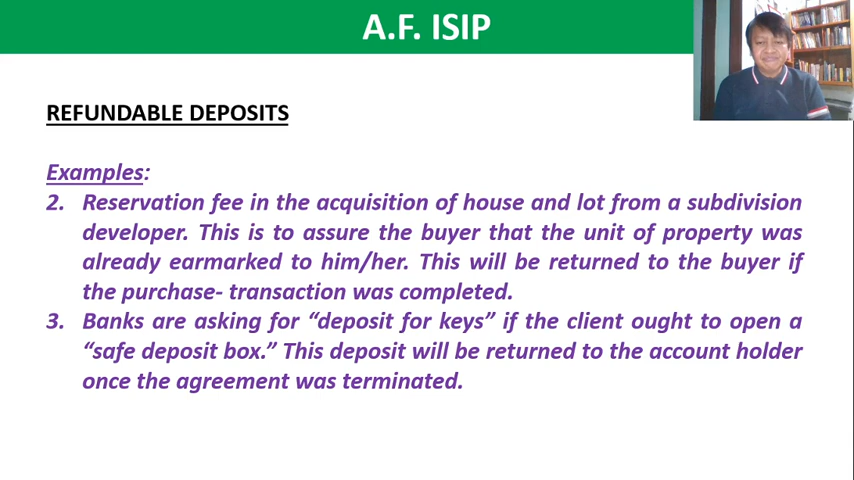 A.F. ISIP
REFUNDABLE DEPOSITS
Examples:
2. Reservation fee in the acquisition of house and lot from a subdivision
developer. This is to assure the buyer that the unit of property was
already earmarked to him/her. This will be returned to the buyer if
the purchase- transaction was completed.
3. Banks are asking for “deposit for keys” if the client ought to open a
“safe deposit box.” This deposit will be returned to the account holder
once the agreement was terminated.